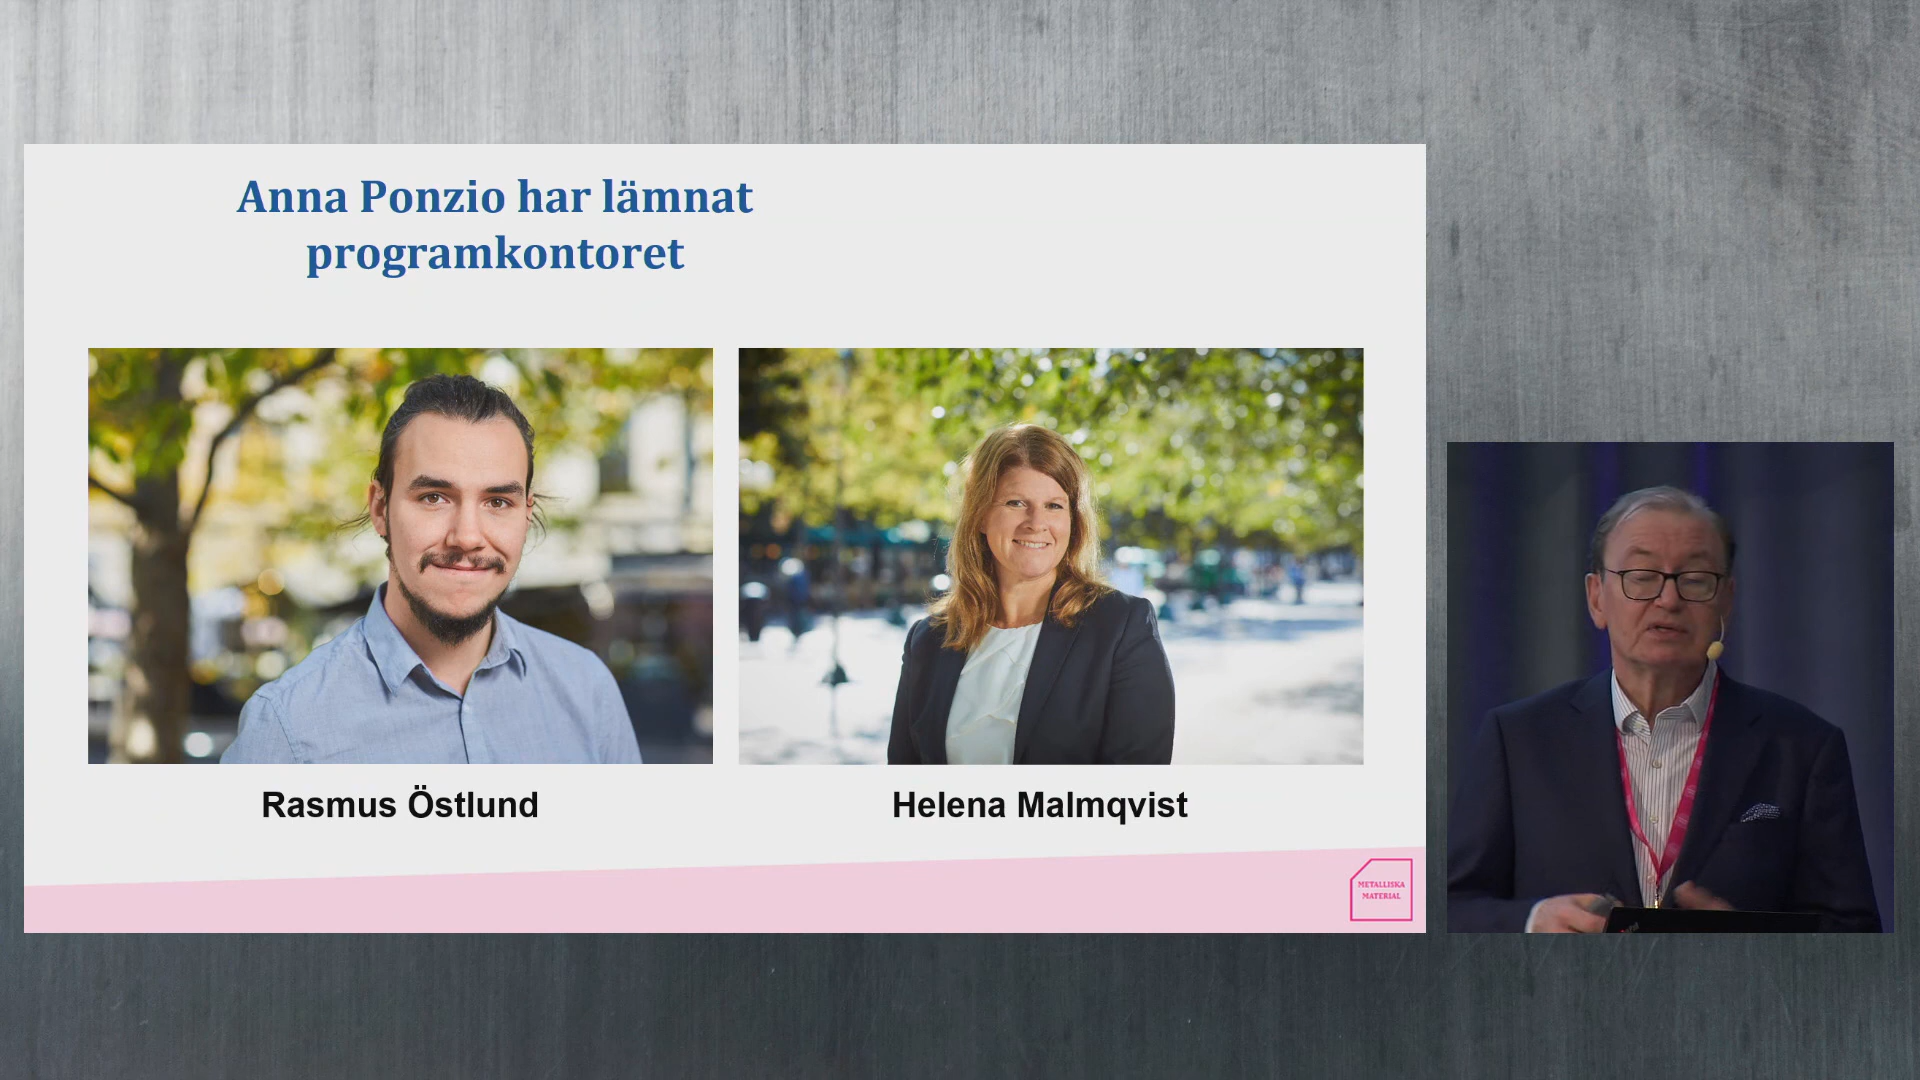 Anna Ponzio har lämnat
programkontoret
Rasmus Östlund
Helena Malmqvist
METALLISKA
MATERIAL